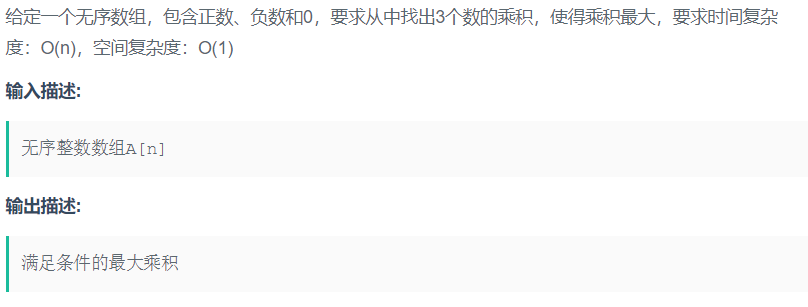 给定一个无序数组，包含正数、负数和0，要求从中找出3个数的乘积，使得乘积最大，要求时间复杂
度：O(n)，空间复杂度：O(1)
输入描述:
无序整数数组A[n]
输出描述:
满足条件的最大乘积